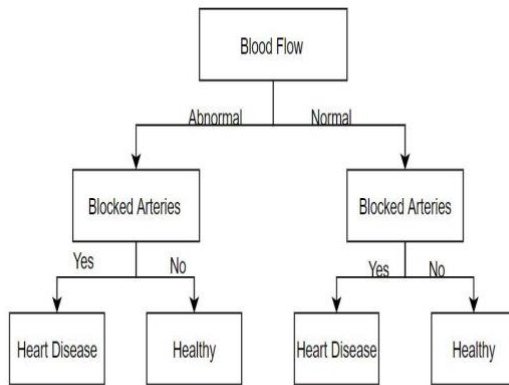 Blood Flow
Abnormal Normal
Blocked Arteries Blocked Arteries
Yes No Yes No
Heart Disease Healthy Heart Disease Healthy